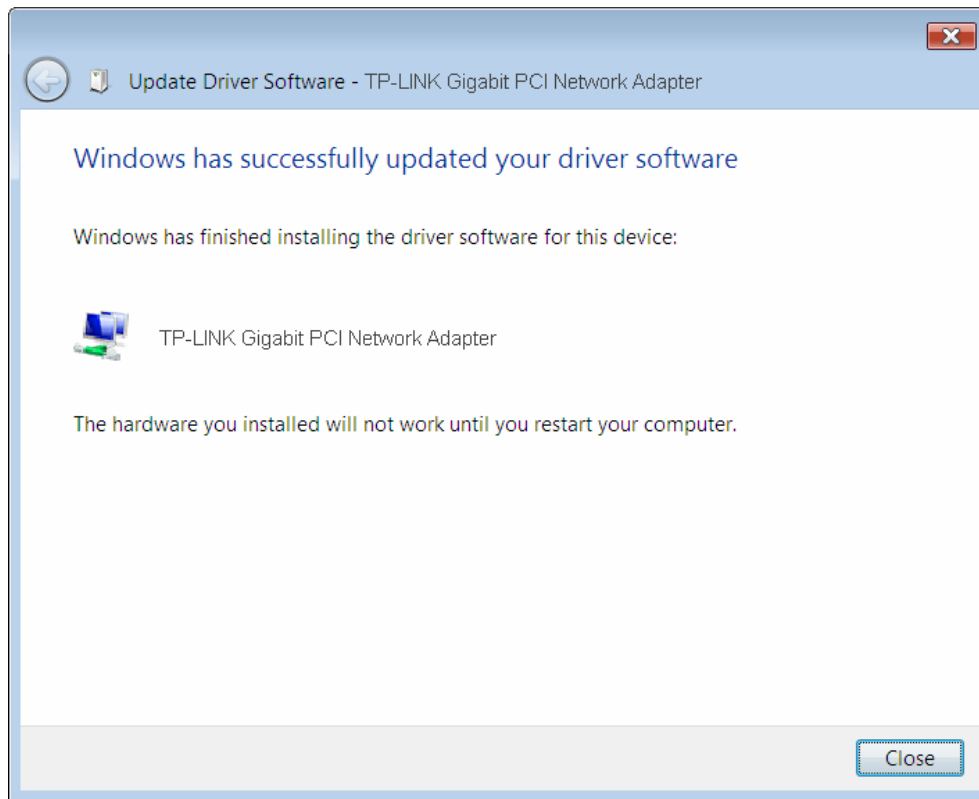 Update Driver Software - TP-LINK Gigabit PCI Network Adapter
Windows has successfully updated your driver software
Windows has finished installing the driver software for this device:
TP-LINK Gigabit PCI Network Adapter
The hardware you installed will not work until you restart your computer.
Close